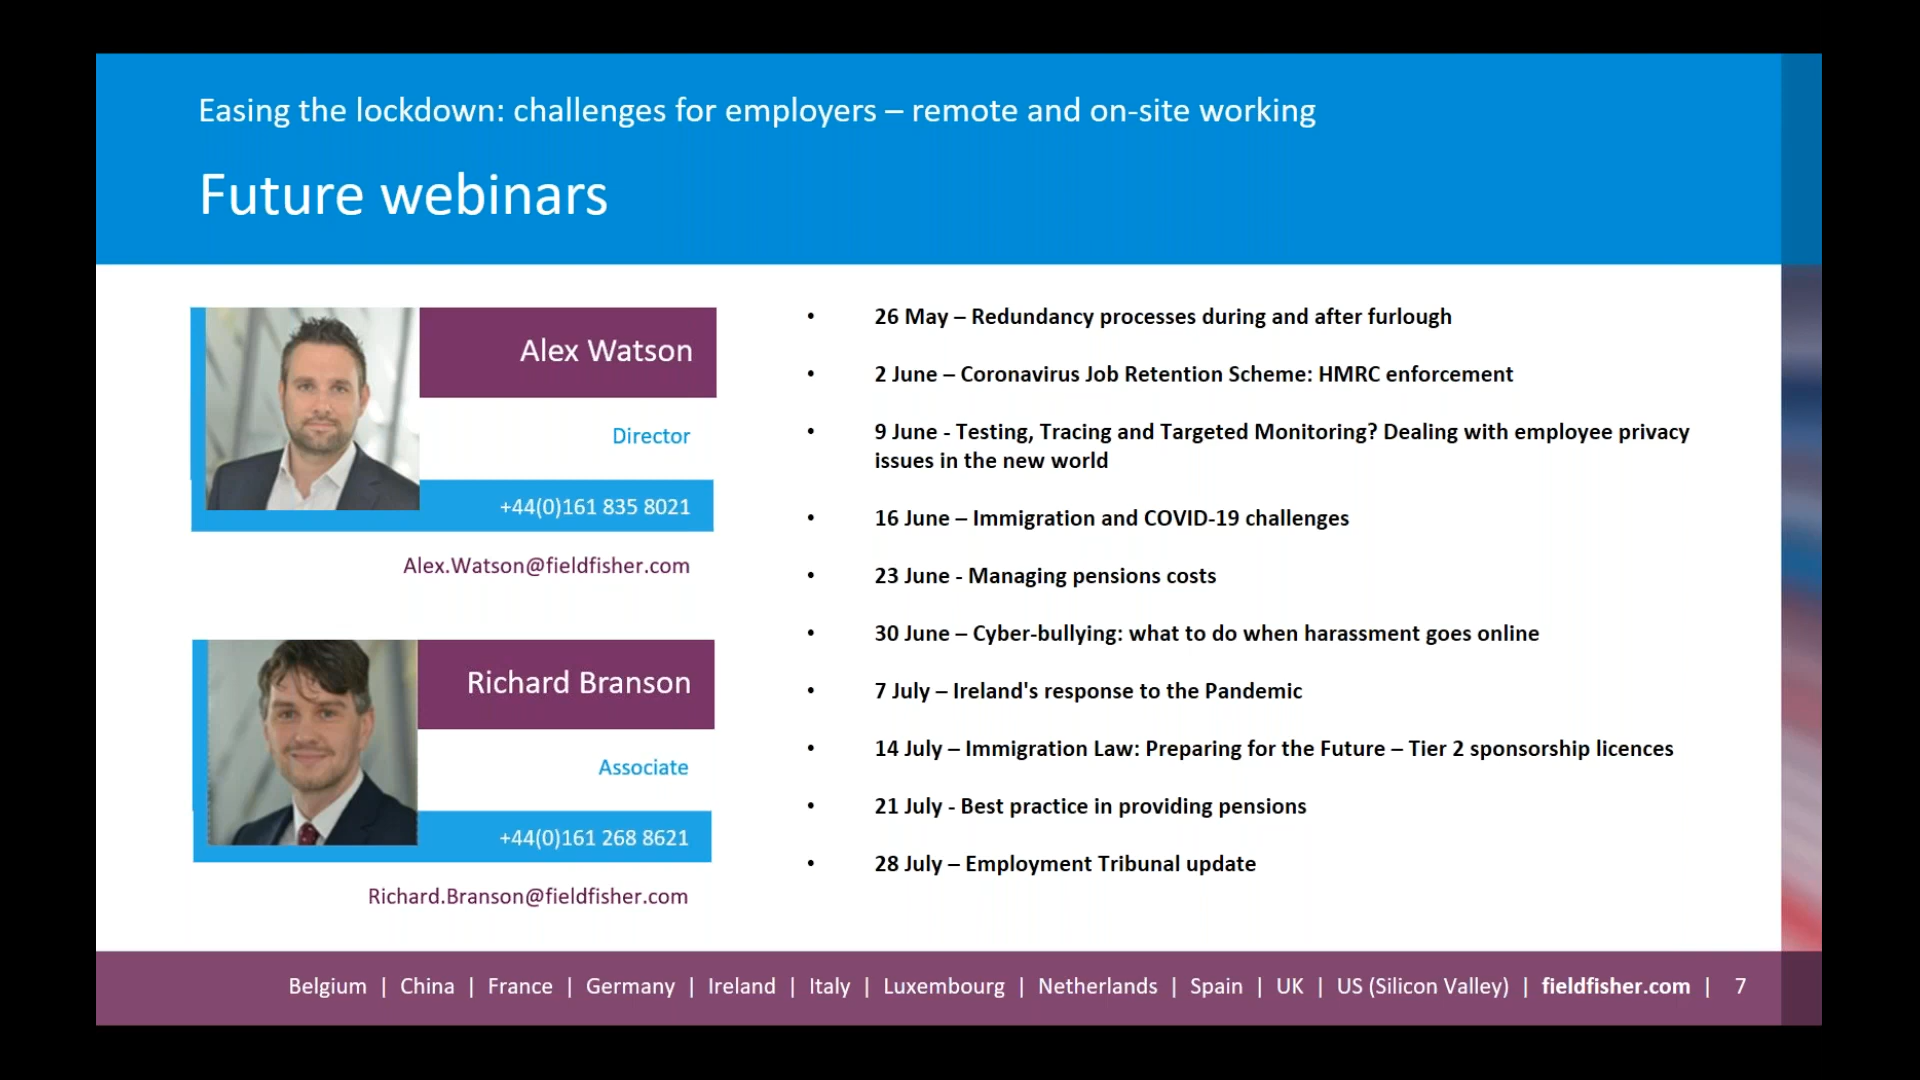 Easing the lockdown: challenges for employers – remote and on-site working
Future webinars
Alex Watson
Director
+44(0)161 835 8021
Alex.Watson@fieldfisher.com
Richard Branson
Associate
+44(0)161 268 8621
Richard.Branson@fieldfisher.com
• 26 May – Redundancy processes during and after furlough
• 2 June – Coronavirus Job Retention Scheme: HMRC enforcement
• 9 June - Testing, Tracing and Targeted Monitoring? Dealing with employee privacy
issues in the new world
• 16 June – Immigration and COVID-19 challenges
• 23 June - Managing pensions costs
• 30 June – Cyber-bullying: what to do when harassment goes online
• 7 July – Ireland's response to the Pandemic
• 14 July – Immigration Law: Preparing for the Future – Tier 2 sponsorship licences
• 21 July - Best practice in providing pensions
• 28 July – Employment Tribunal update
Belgium | China | France | Germany | Ireland | Italy | Luxembourg | Netherlands | Spain | UK | US (Silicon Valley) | fieldfisher.com | 7